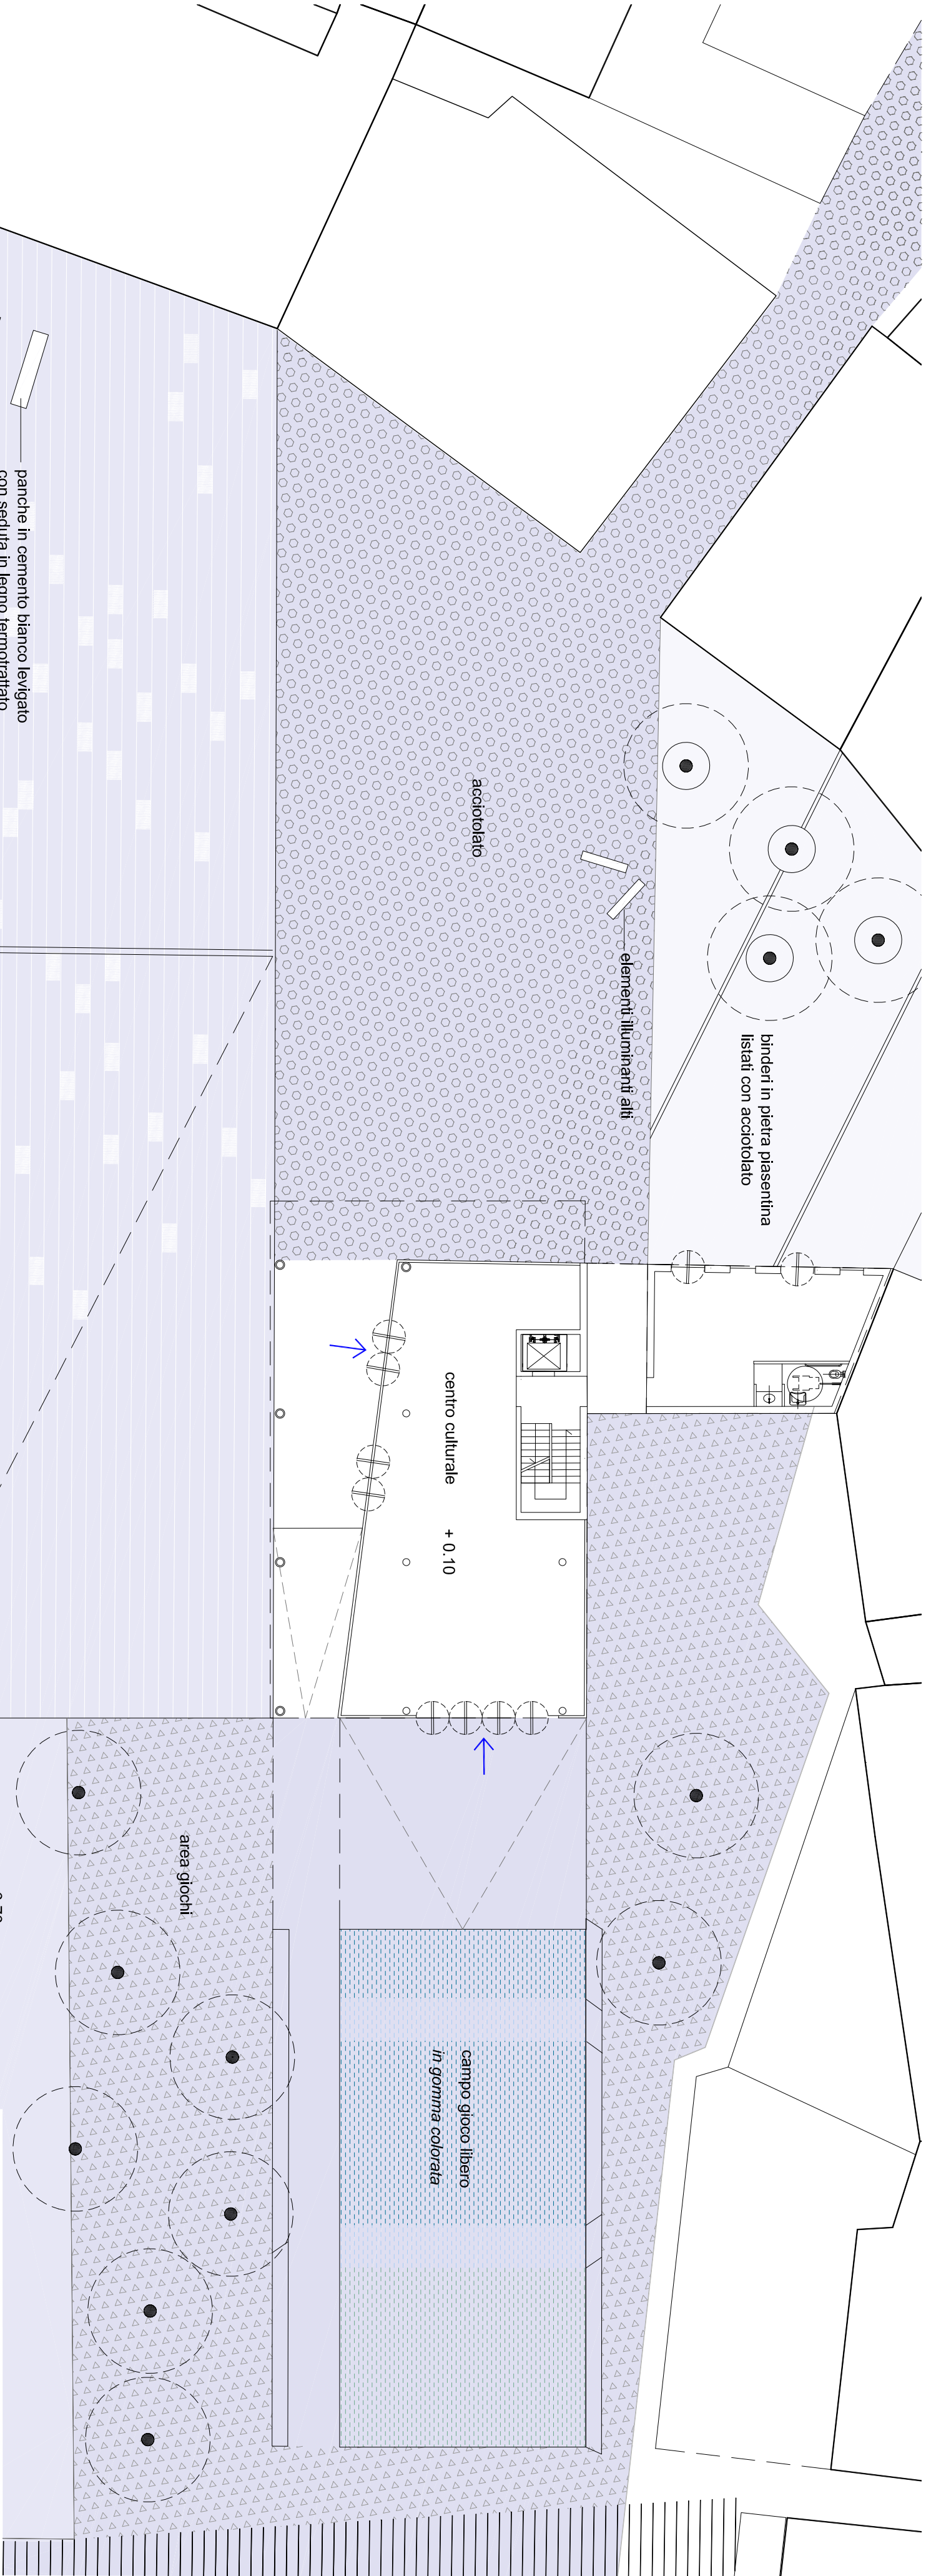 panche in cemento bianco levigato
con seduta in legno termotrattato
acciotolato
elementi illuminanti alti
binderi in pietra piasentina
listati con acciotolato
centro culturale + 0.10
area giochi
campo gioco libero
in gomma colorata